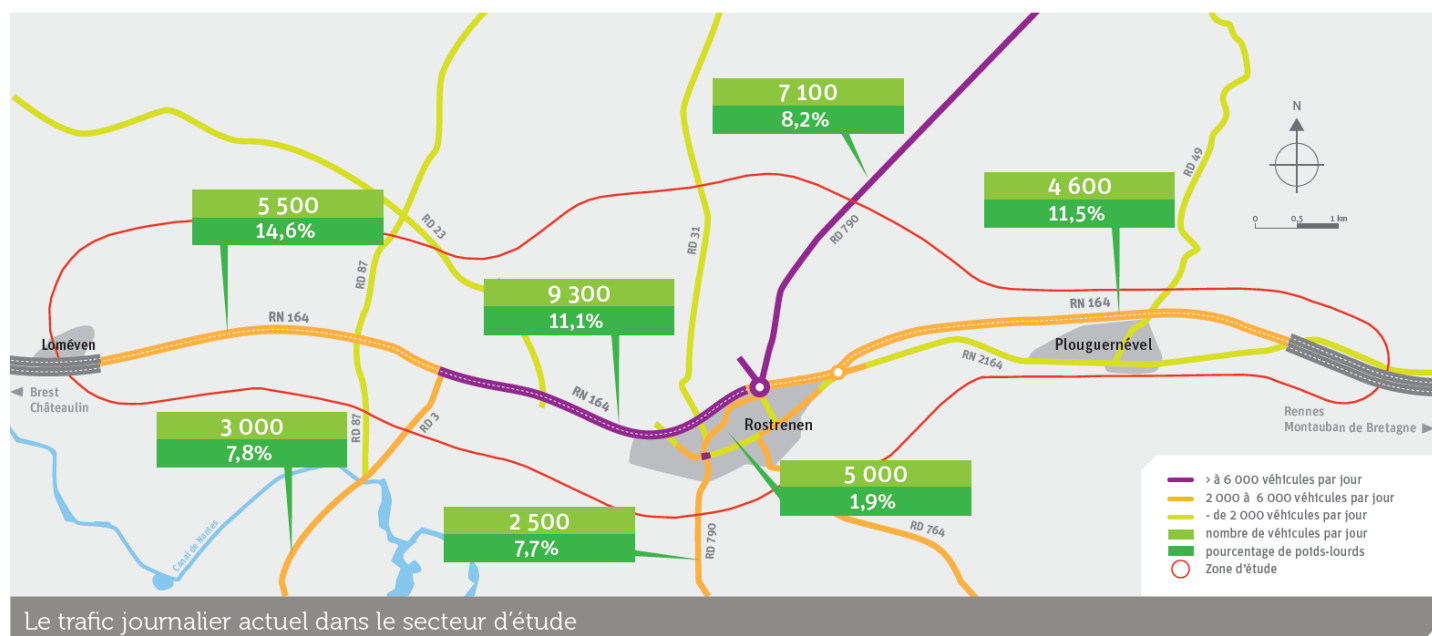 7 100
8,2%
N
RD 49
4 600
11,5%
5 500
14,6%
0 0,5 1 km
RD 23
RD 31
RD 790
RD 87
9 300
11,1%
RN 164
RN 164
Loméven
Plouguernével
RN 2164
Brest
Châteaulin
RN 164
Rennes
Montauban de Bretagne
Rostrenen
RD 3
RD 87
3 000
7,8%
5 000
1,9%
2 500
7,7%
RD 790
RD 764
Canal de Nantes
> à 6 000 véhicules par jour
2 000 à 6 000 véhicules par jour
- de 2 000 véhicules par jour
nombre de véhicules par jour
pourcentage de poids-lourds
Zone d'étude
Le trafic journalier actuel dans le secteur d'étude